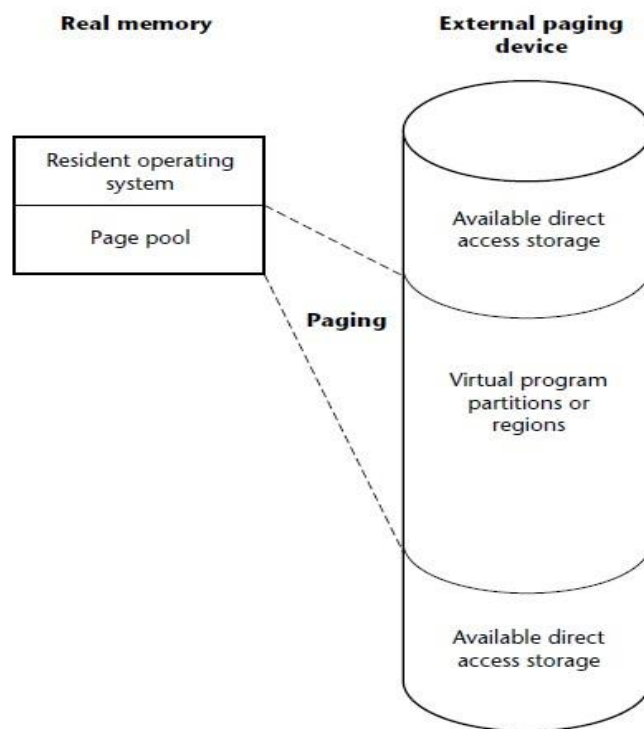 Real memory
External paging
device
Resident operating
system
Page pool
Available direct
access storage
Paging
Virtual program
partitions or
regions
Available direct
access storage